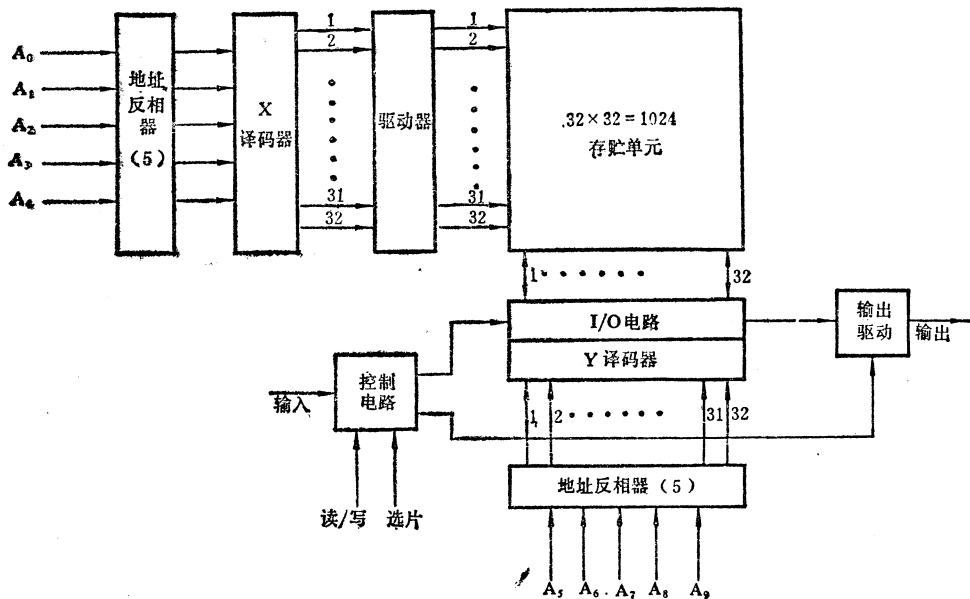 A₀
A₁
A₂
A₃
A₄
地址
反相
器
(5)
X
译码器
1
2
31
32
驱动器
1
2
31
32
32×32=1024
存贮单元
1
32
I/O电路
Y译码器
输出
驱动
输出
输入
控制
电路
1
2
31
32
读/写
选片
地址反相器(5)
A₅
A₆
A₇
A₈
A₉